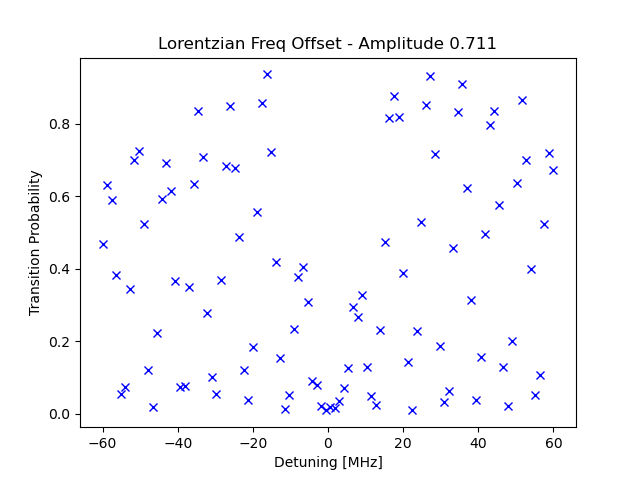 Lorentzian Freq Offset - Amplitude 0.711
Transition Probability
0.8
0.6
0.4
0.2
0.0
−60 −40 −20 0 20 40 60
Detuning [MHz]